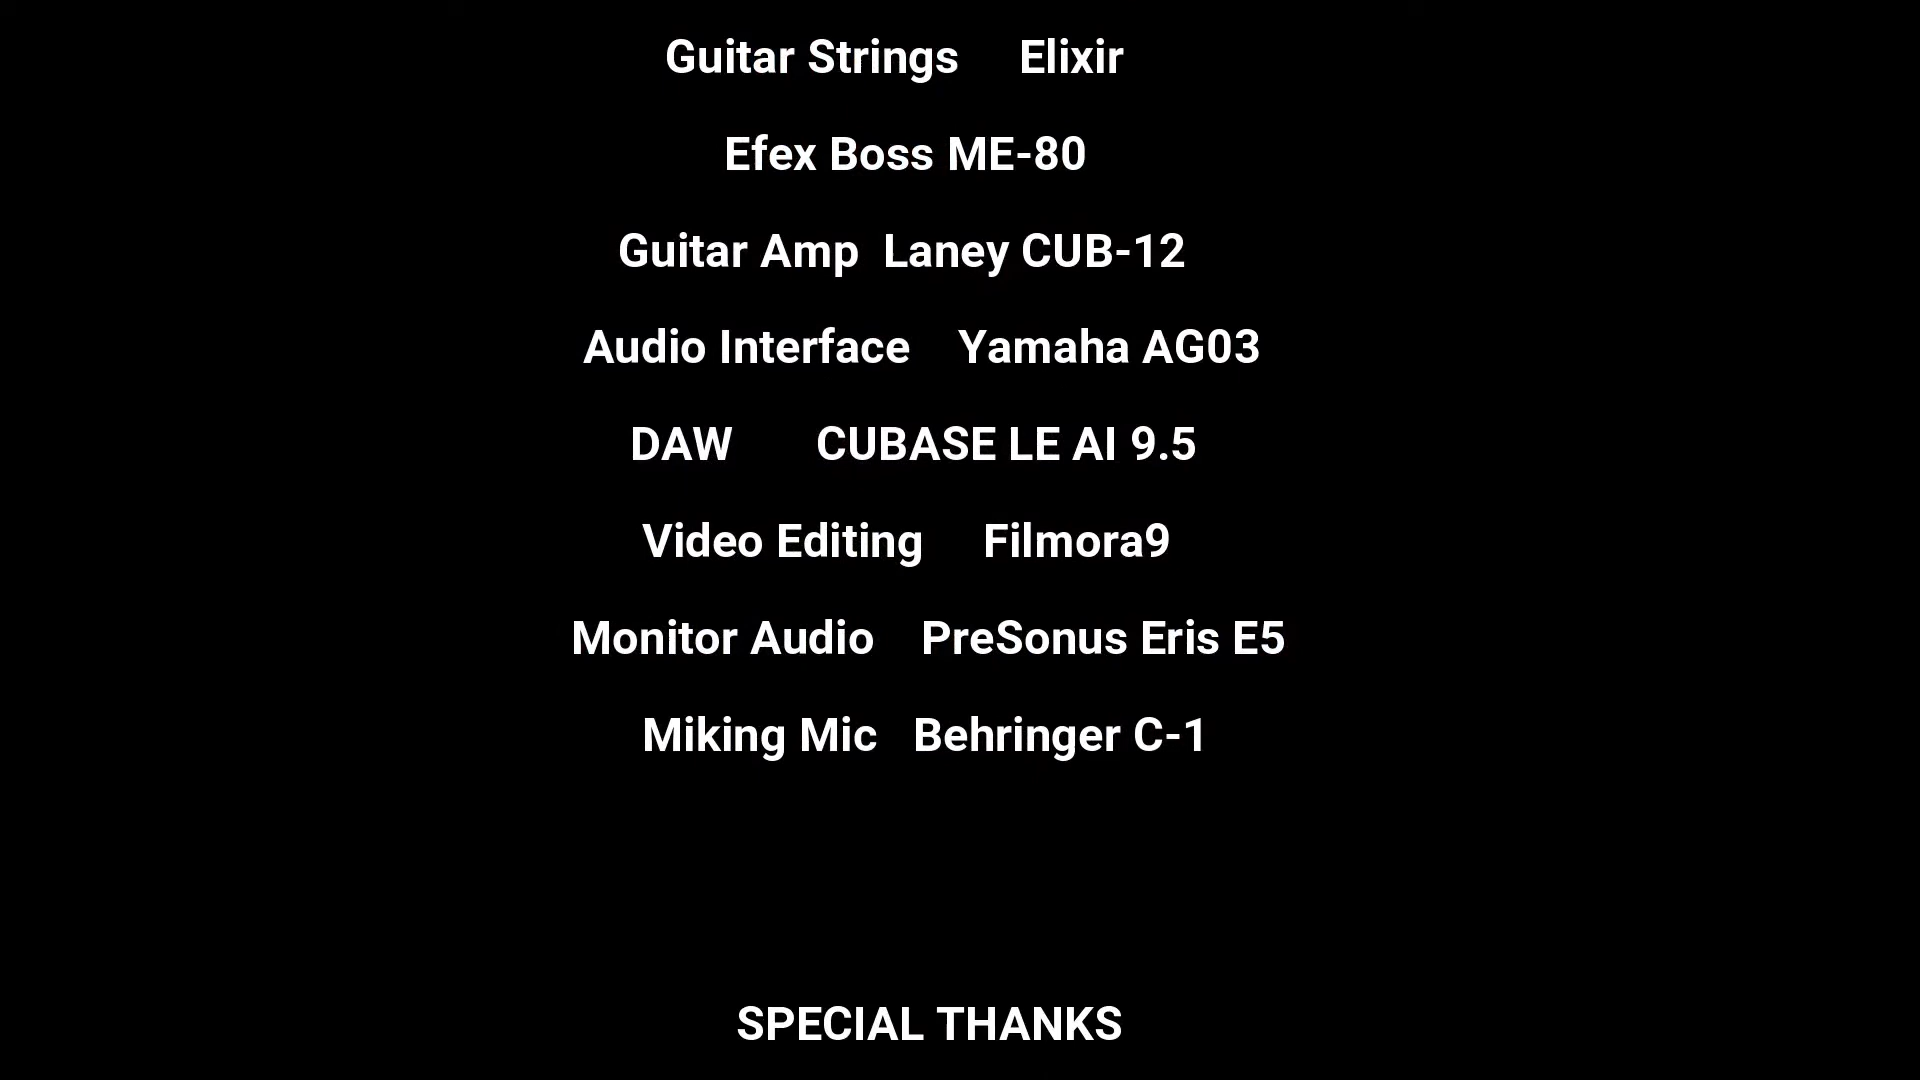 Guitar Strings Elixir
Efex Boss ME-80
Guitar Amp Laney CUB-12
Audio Interface Yamaha AG03
DAW CUBASE LE AI 9.5
Video Editing Filmora9
Monitor Audio PreSonus Eris E5
Miking Mic Behringer C-1
SPECIAL THANKS